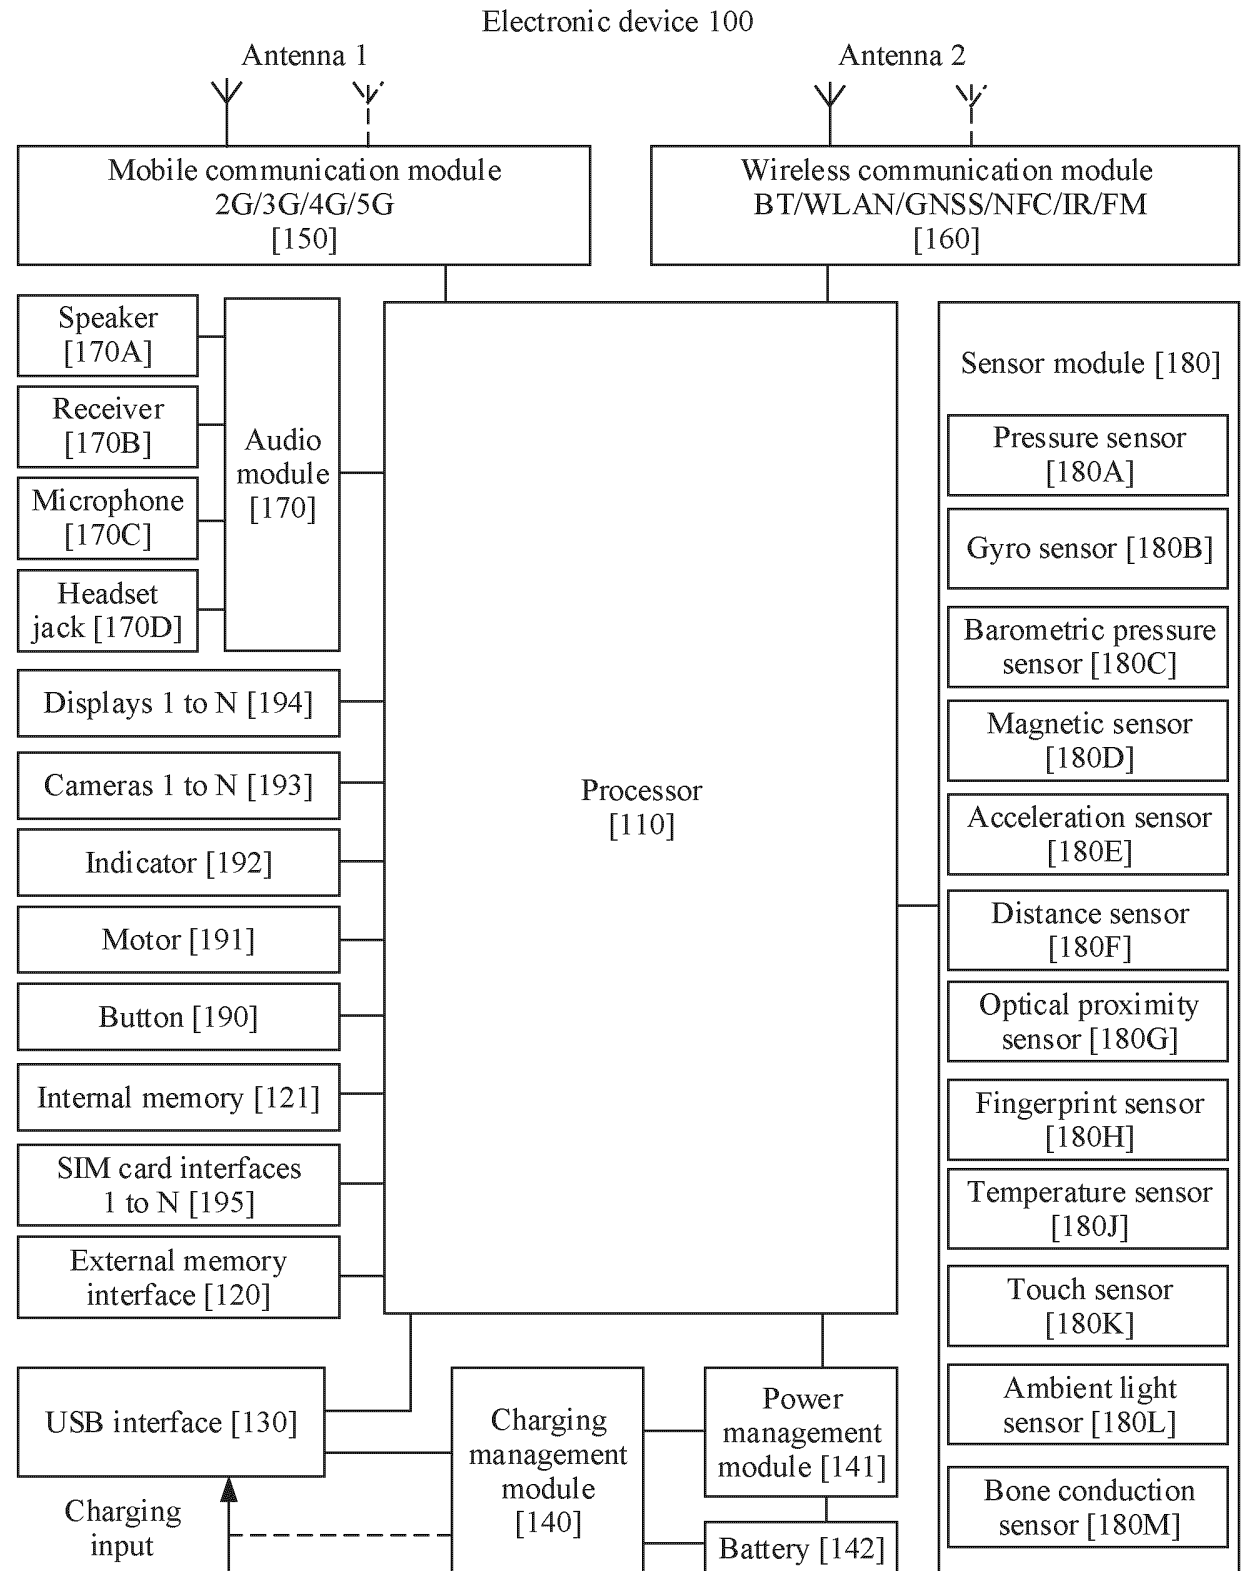 Electronic device 100
Antenna 1
Antenna 2
Mobile communication module
2G/3G/4G/5G
[150]
Wireless communication module
BT/WLAN/GNSS/NFC/IR/FM
[160]
Speaker
[170A]
Receiver
[170B]
Microphone
[170C]
Headset
jack [170D]
Audio
module
[170]
Displays 1 to N [194]
Cameras 1 to N [193]
Indicator [192]
Motor [191]
Button [190]
Internal memory [121]
SIM card interfaces
1 to N [195]
External memory
interface [120]
Processor
[110]
Sensor module [180]
Pressure sensor
[180A]
Gyro sensor [180B]
Barometric pressure
sensor [180C]
Magnetic sensor
[180D]
Acceleration sensor
[180E]
Distance sensor
[180F]
Optical proximity
sensor [180G]
Fingerprint sensor
[180H]
Temperature sensor
[180J]
Touch sensor
[180K]
Ambient light
sensor [180L]
Bone conduction
sensor [180M]
USB interface [130]
Charging
input
Charging
management
module
[140]
Power
management
module [141]
Battery [142]